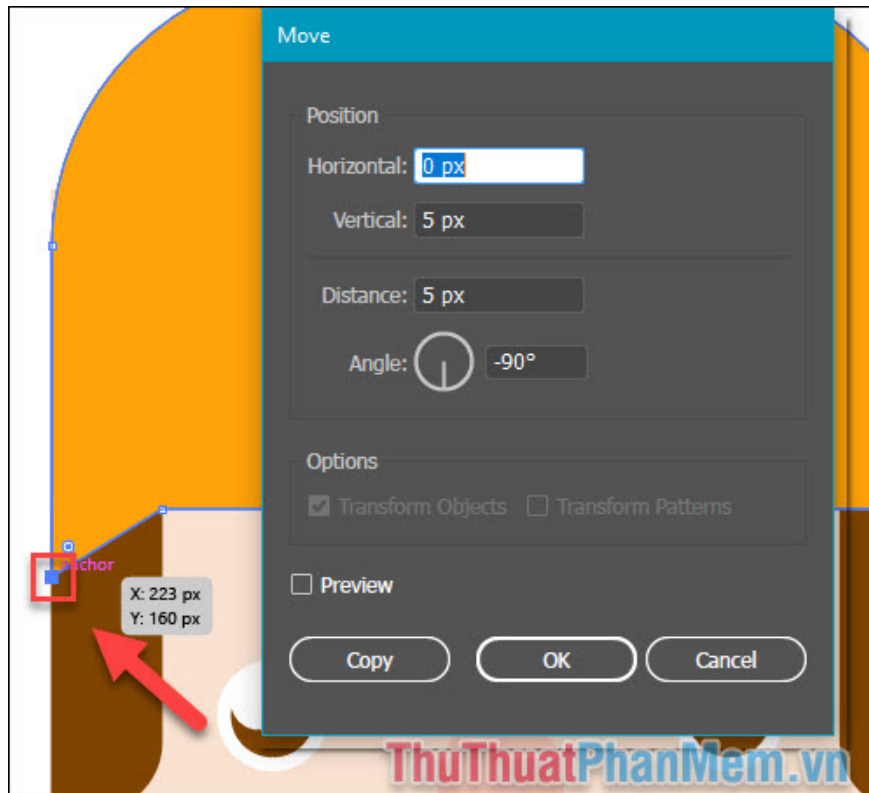 Move
Position
Horizontal: 0 px
Vertical: 5 px
Distance: 5 px
Angle: -90°
Options
Transform Objects Transform Patterns
anchor
X: 223 px
Y: 160 px
Preview
Copy OK Cancel
ThuThuatPhanMem.vn